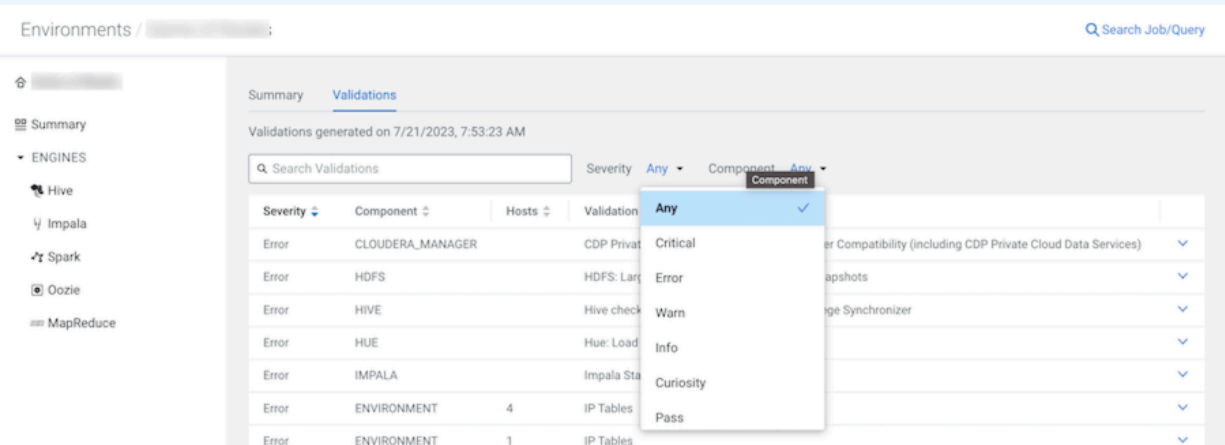 Environments /
Search Job/Query
Summary
ENGINES
Hive
Impala
Spark
Oozie
MapReduce
Summary Validations
Validations generated on 7/21/2023, 7:53:23 AM
Search Validations Severity Any Component Any
Component
Any
Critical
Error
Warn
Info
Curiosity
Pass
Severity Component Hosts Validation
Error CLOUDERA_MANAGER CDP Privat er Compatibility (including CDP Private Cloud Data Services)
Error HDFS HDFS: Larg apshots
Error HIVE Hive check ege Synchronizer
Error HUE Hue: Load
Error IMPALA Impala Sta
Error ENVIRONMENT 4 IP Tables
Error ENVIRONMENT 1 IP Tables